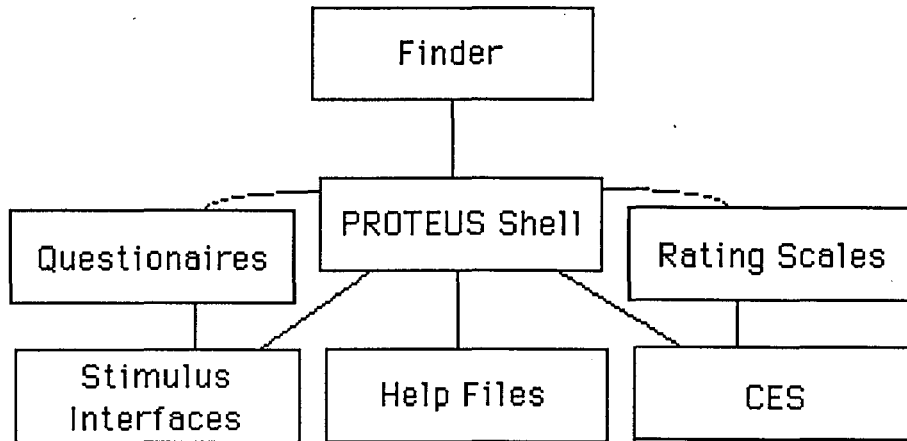 Finder
PROTEUS Shell
Questionaires
Rating Scales
Stimulus
Interfaces
Help Files
CES